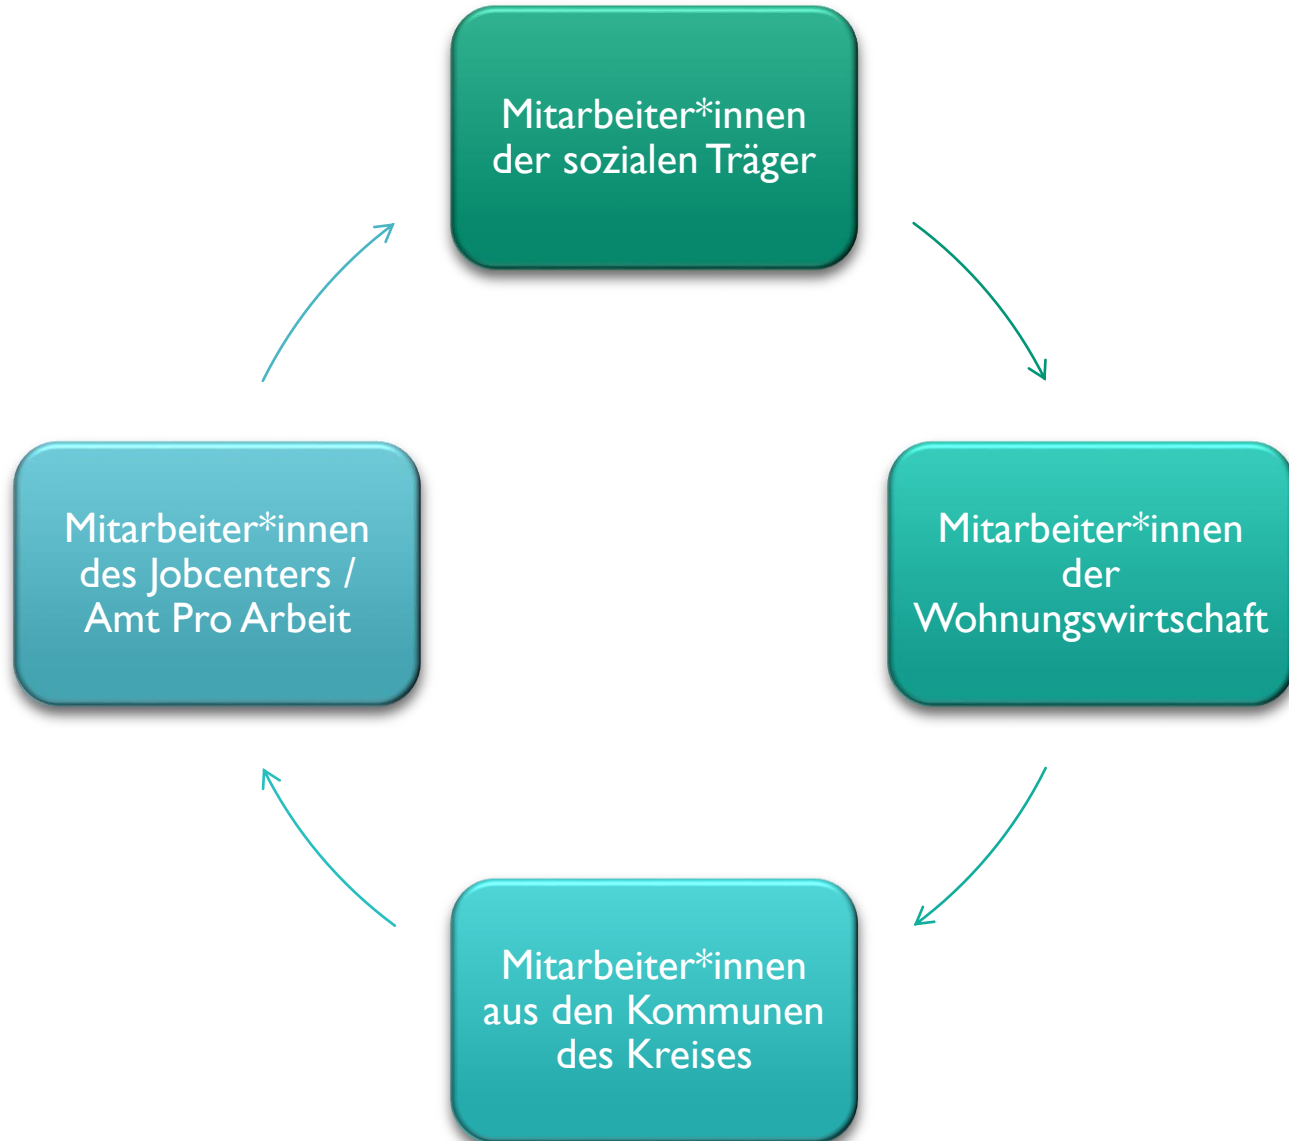 Mitarbeiter*innen
der sozialen Träger
Mitarbeiter*innen
der
Wohnungswirtschaft
Mitarbeiter*innen
aus den Kommunen
des Kreises
Mitarbeiter*innen
des Jobcenters /
Amt Pro Arbeit